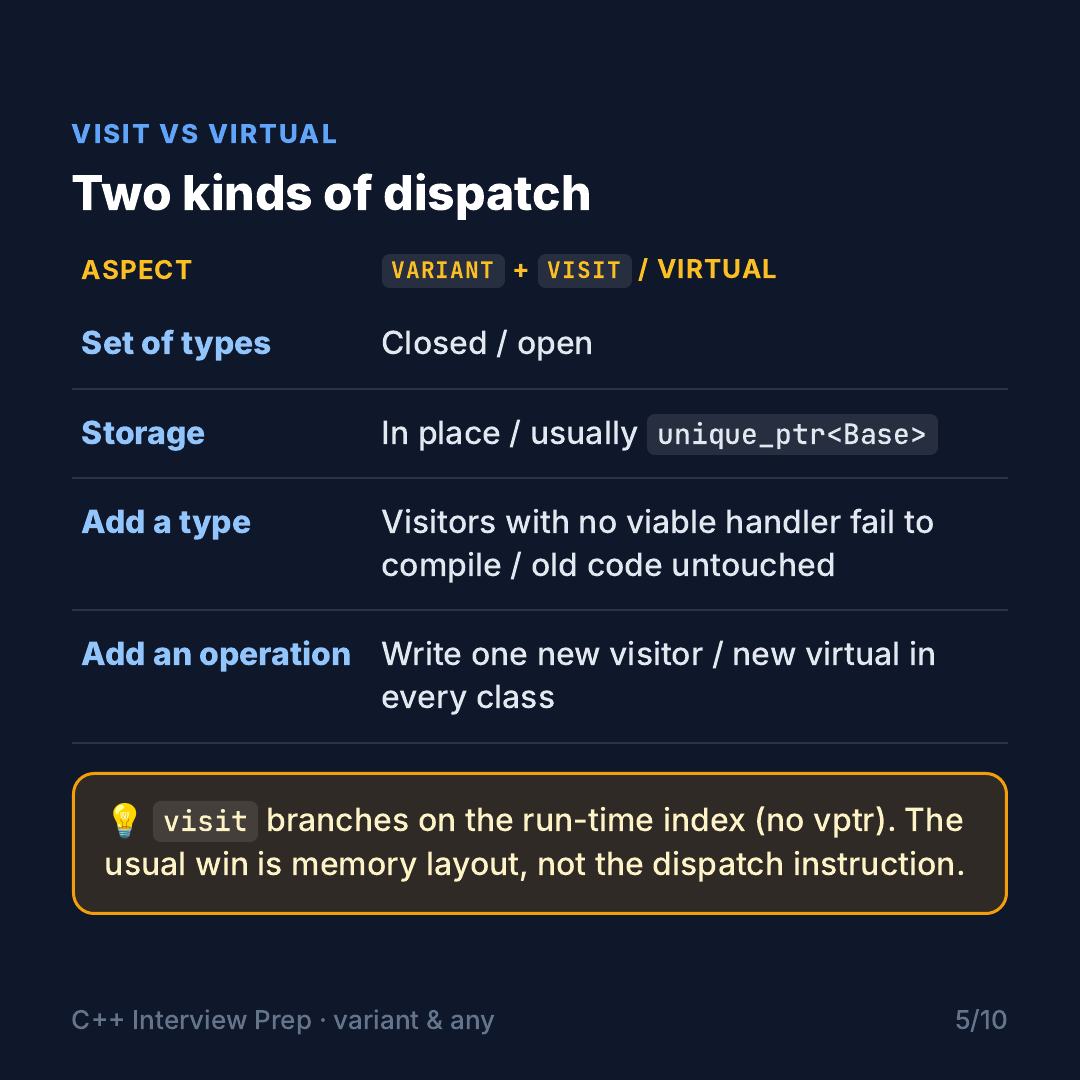 VISIT VS VIRTUAL
Two kinds of dispatch
ASPECT VARIANT + VISIT / VIRTUAL
Set of types Closed / open
Storage In place / usually unique_ptr<Base>
Add a type Visitors with no viable handler fail to
compile / old code untouched
Add an operation Write one new visitor / new virtual in
every class
💡 visit branches on the run-time index (no vptr). The
usual win is memory layout, not the dispatch instruction.
C++ Interview Prep · variant & any 5/10